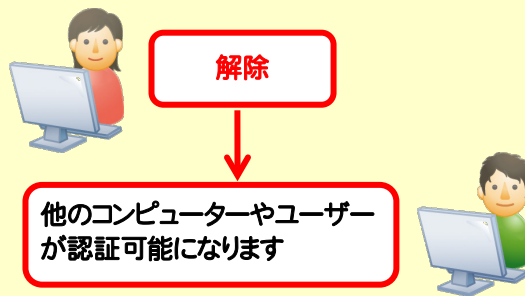 解除
他のコンピューターやユーザー
が認証可能になります